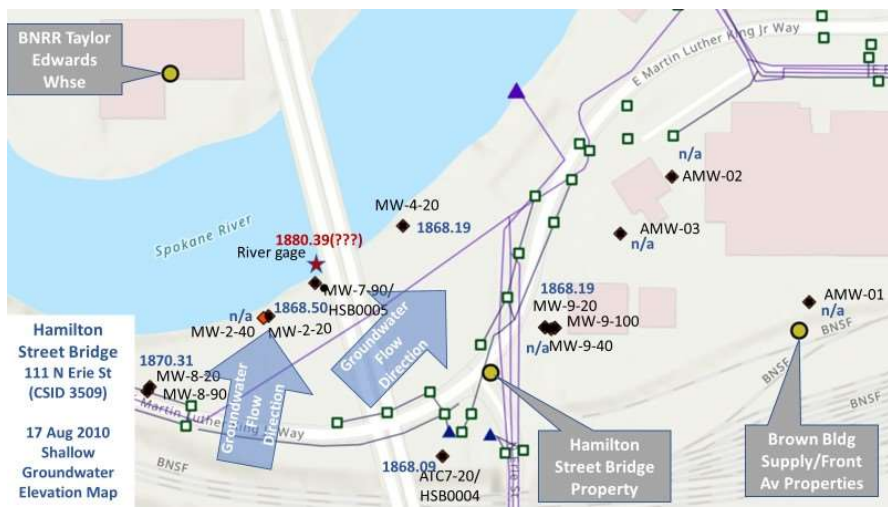 BNRR Taylor
Edwards
Whse
E Martin Luther King Jr Way
n/a
AMW-02
MW-4-20
1868.19
Spokane River
1880.39(???)
River gage
AMW-03
n/a
MW-7-90/
HSB0005
1868.19
MW-9-20
MW-9-100
n/a
MW-9-40
AMW-01
n/a
BNSF
n/a
1868.50
MW-2-40
MW-2-20
Groundwater
Flow
Direction
Groundwater
Flow
Direction
1870.31
MW-8-20
MW-8-90
E Martin Luther King Jr Way
BNSF
BNSF
BNSF
1868.09
ATC7-20/
HSB0004
Erie St
Hamilton
Street Bridge
Property
Brown Bldg
Supply/Front
Av Properties
Hamilton
Street Bridge
111 N Erie St
(CSID 3509)
17 Aug 2010
Shallow
Groundwater
Elevation Map